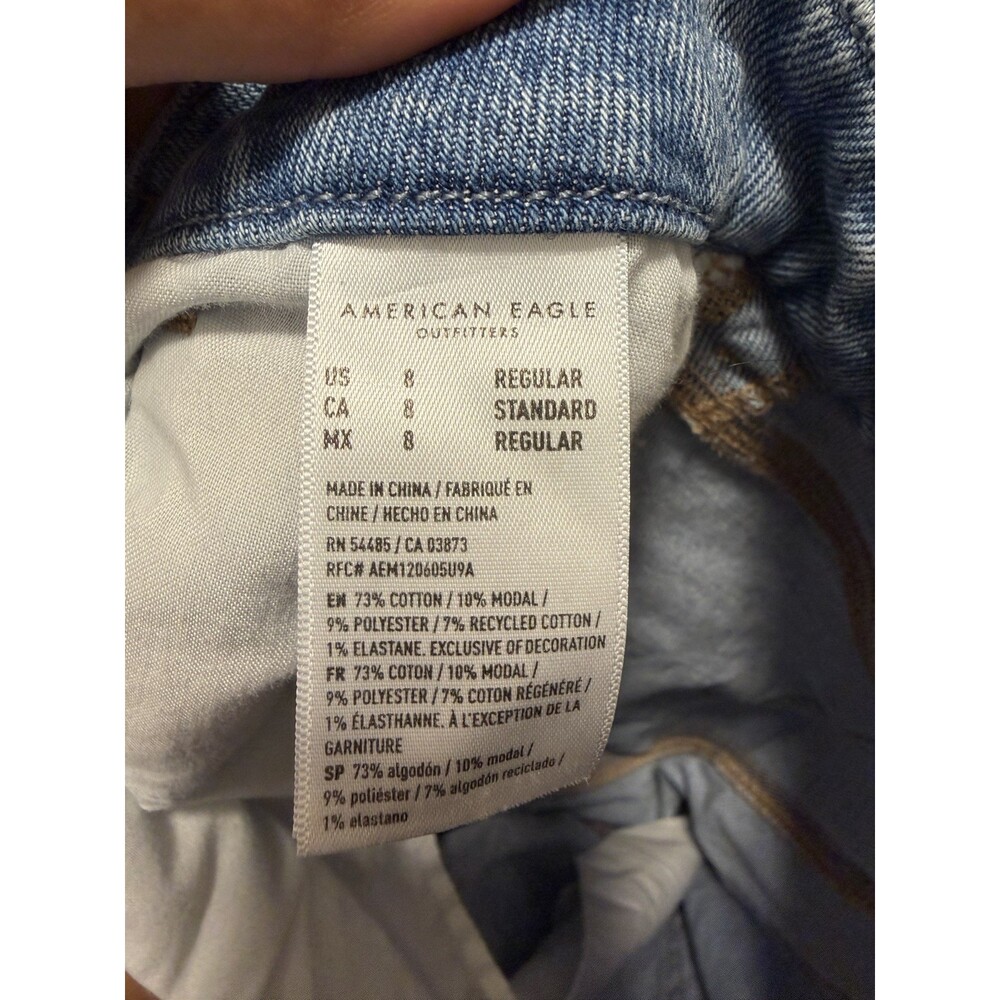 AMERICAN EAGLE
OUTFITTERS
US 8 REGULAR
CA 8 STANDARD
MX 8 REGULAR
MADE IN CHINA / FABRIQUÉ EN
CHINE / HECHO EN CHINA
RN 54485 / CA 03873
RFC# AEM120605U9A
EN 73% COTTON / 10% MODAL /
9% POLYESTER / 7% RECYCLED COTTON /
1% ELASTANE. EXCLUSIVE OF DECORATION
FR 73% COTON / 10% MODAL /
9% POLYESTER / 7% COTON RÉGÉNÉRÉ /
1% ÉLASTHANNE. À L'EXCEPTION DE LA
GARNITURE
SP 73% algodón / 10% modal /
9% poliéster / 7% algodón reciclado /
1% elastano